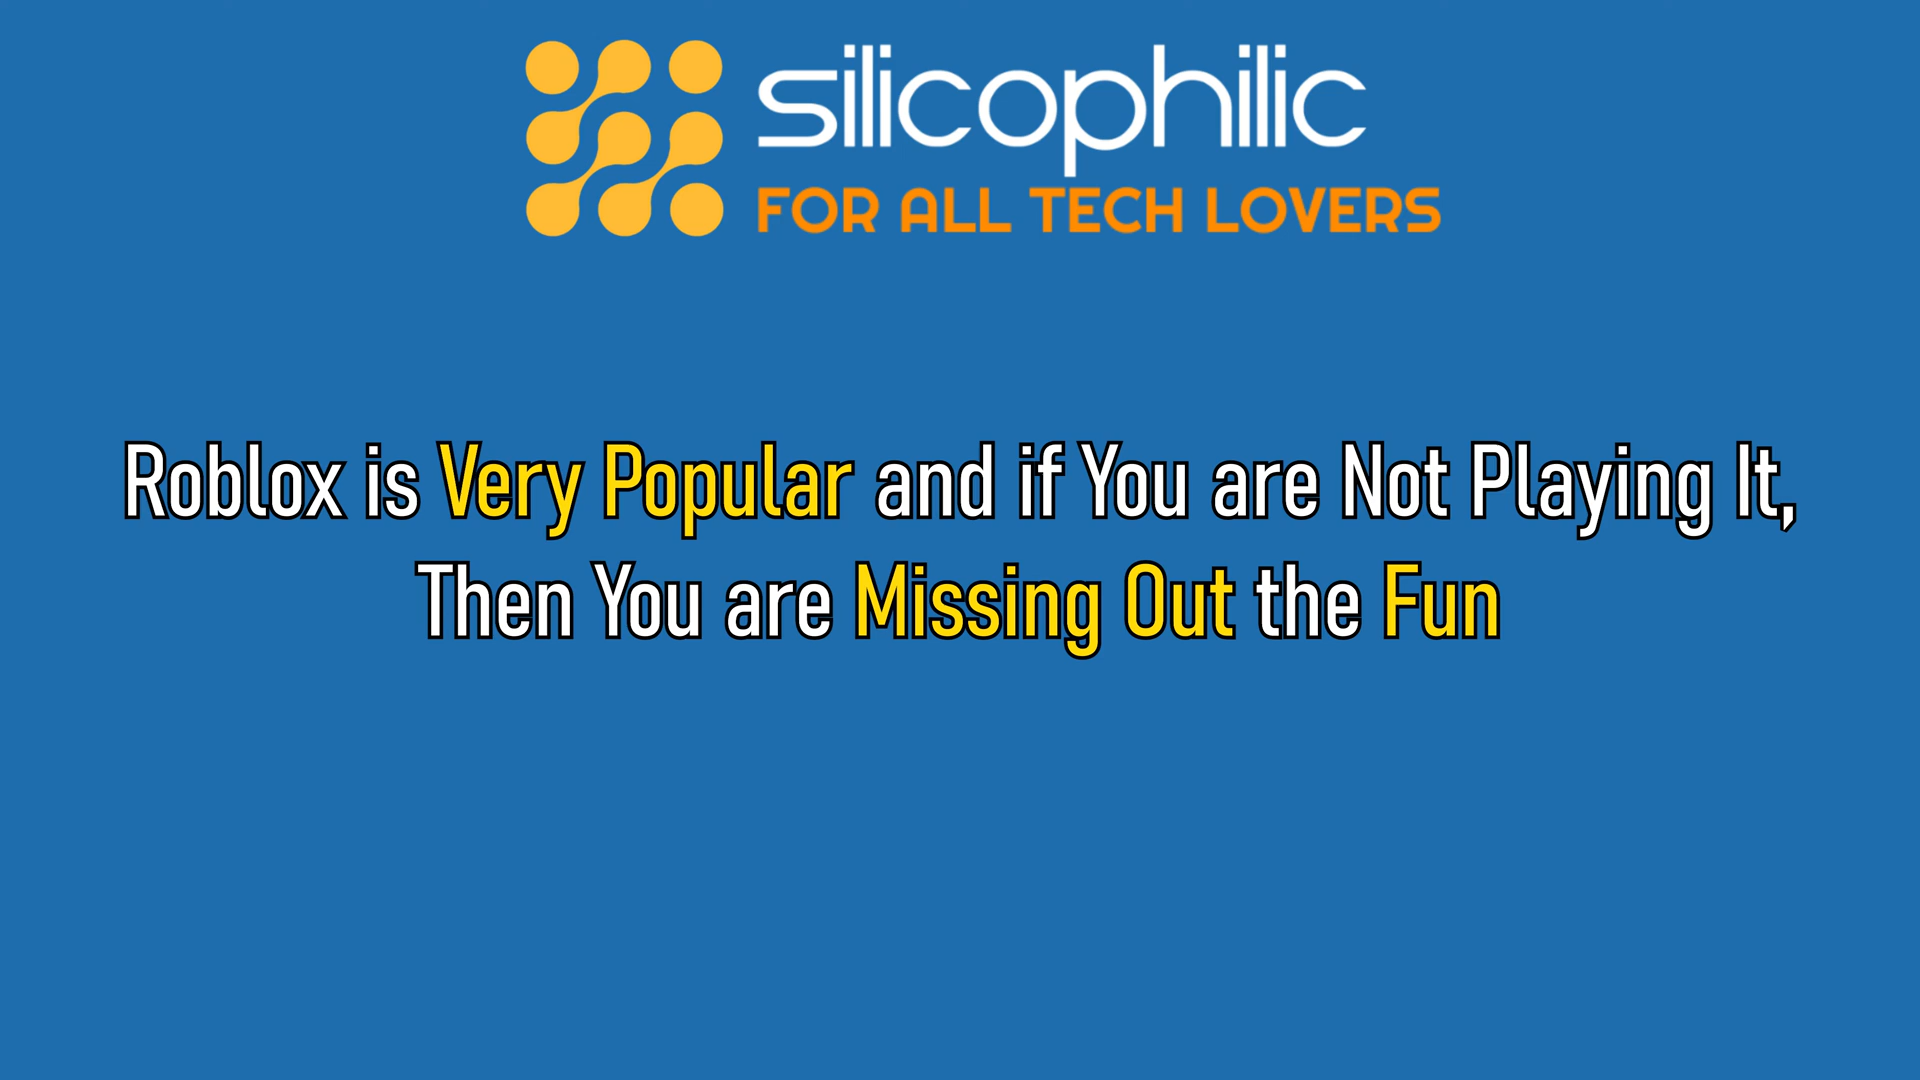 silicophilic
FOR ALL TECH LOVERS
Roblox is Very Popular and if You are Not Playing It,
Then You are Missing Out the Fun